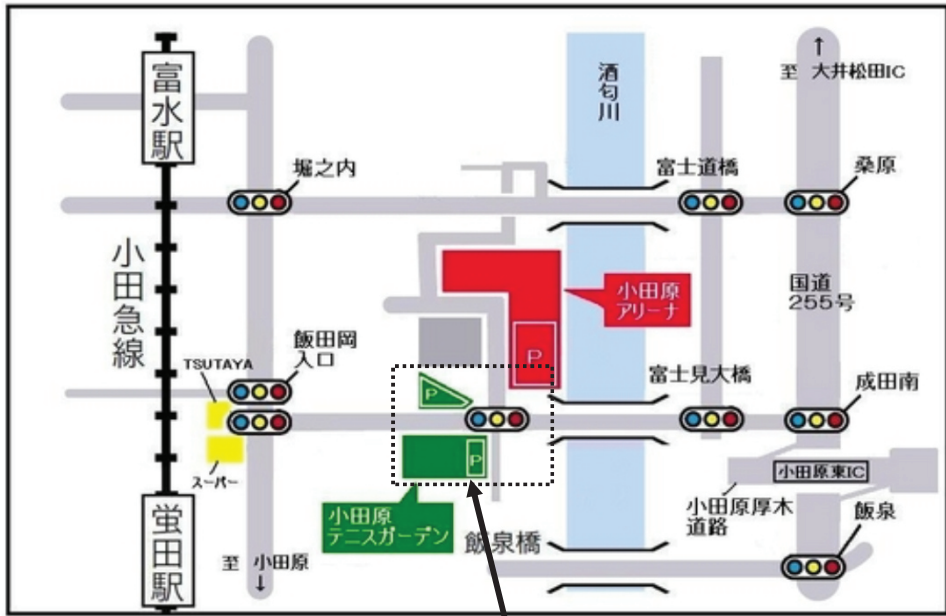 富水駅
小田急線
蛍田駅
堀之内
酒匂川
富士道橋
桑原
↑
至 大井松田IC
国道
255号
小田原
アリーナ
P
TSUTAYA
飯田岡
入口
スーパー
P
P
小田原
テニスガーデン
富士見大橋
成田南
小田原東IC
小田原厚木
道路
飯泉橋
飯泉
至 小田原
↓